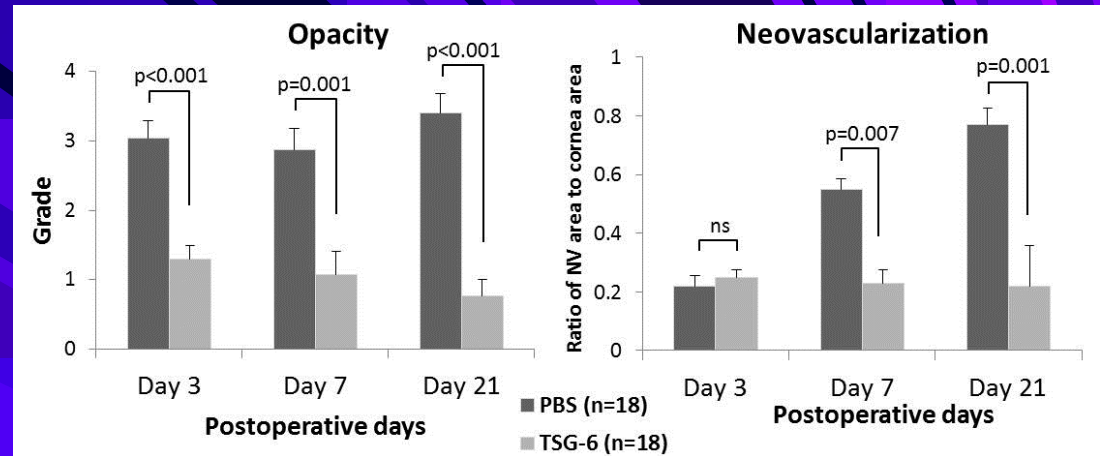 Opacity
4
3
2
1
0
Grade
p<0.001
p=0.001
p<0.001
Day 3
Day 7
Day 21
Postoperative days
Neovascularization
1
0.8
0.6
0.4
0.2
0
Ratio of NV area to cornea area
ns
p=0.007
p=0.001
Day 3
Day 7
Day 21
Postoperative days
PBS (n=18)
TSG-6 (n=18)